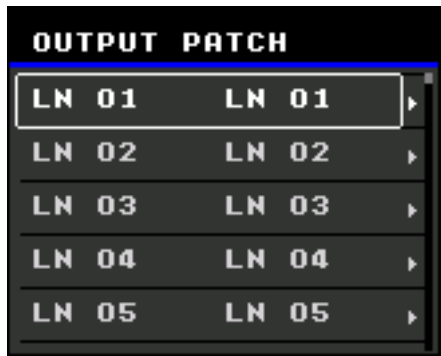 OUTPUT PATCH
LN 01 LN 01
LN 02 LN 02
LN 03 LN 03
LN 04 LN 04
LN 05 LN 05